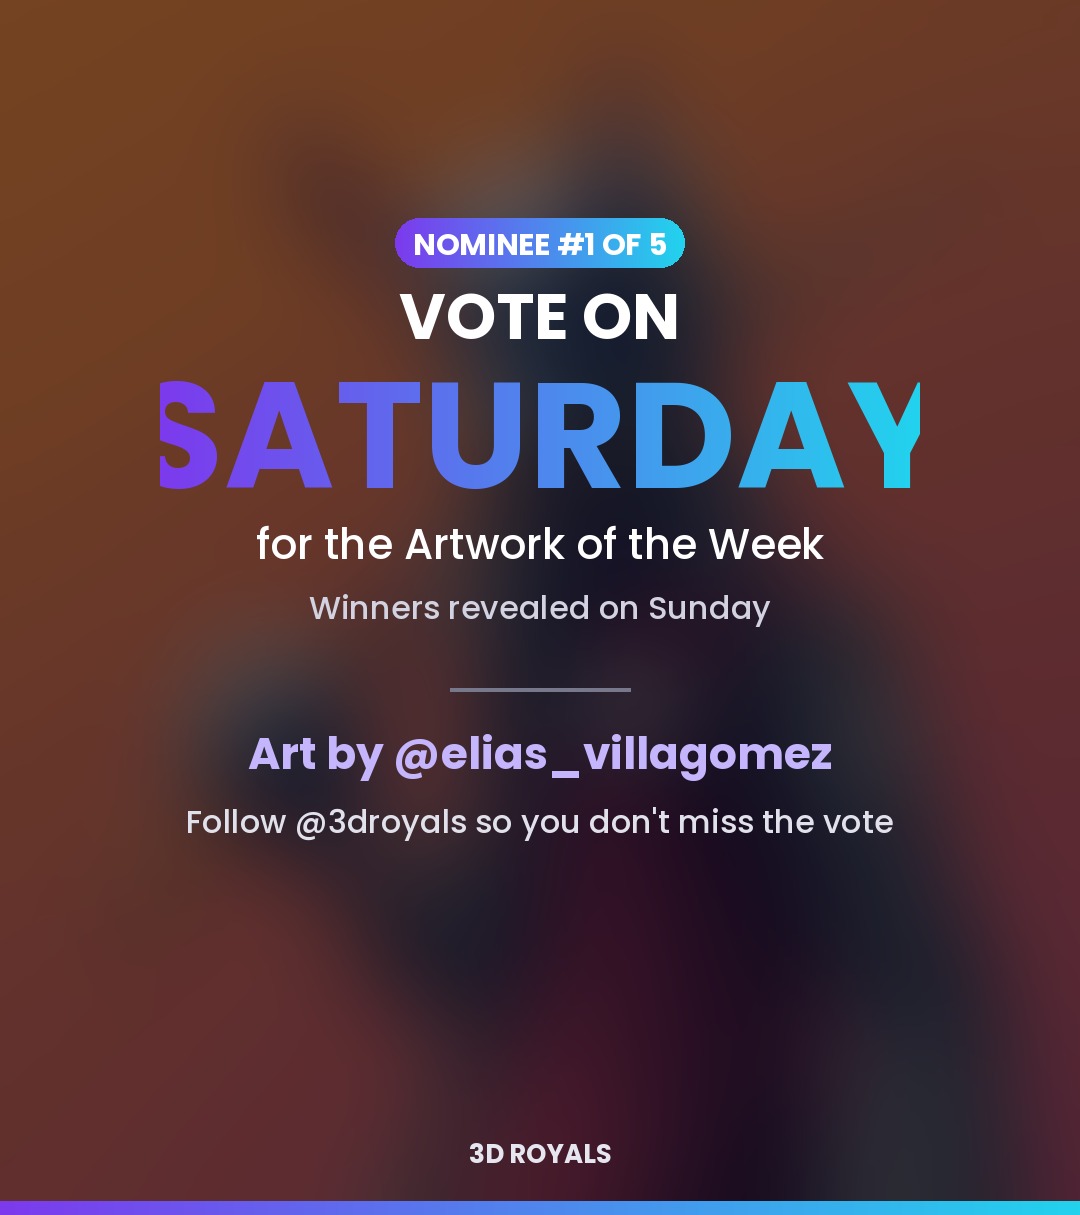 NOMINEE #1 OF 5
VOTE ON
SATURDAY
for the Artwork of the Week
Winners revealed on Sunday
Art by @elias_villagomez
Follow @3droyals so you don't miss the vote
3D ROYALS